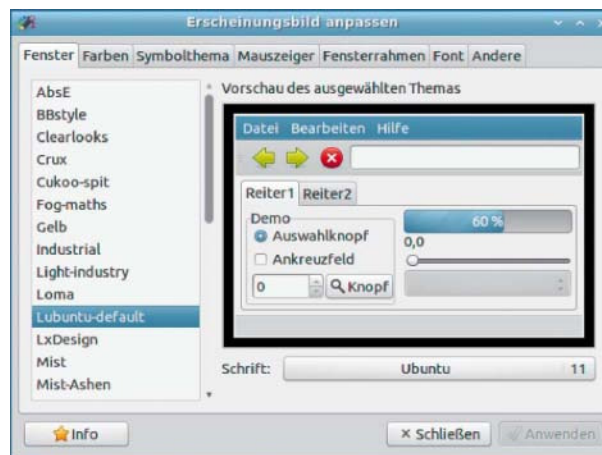 Erscheinungsbild anpassen
Fenster Farben Symbolthema Mauszeiger Fensterrahmen Font Andere
AbsE
BBstyle
Clearlooks
Crux
Cukoo-spit
Fog-maths
Gelb
Industrial
Light-industry
Loma
Lubuntu-default
LxDesign
Mist
Mist-Ashen
Vorschau des ausgewählten Themas
Datei Bearbeiten Hilfe
Reiter1 Reiter2
Demo
Auswahlknopf
Ankreuzfeld
0 Knopf
60 %
0,0
Schrift: Ubuntu 11
Info
Schließen Anwenden